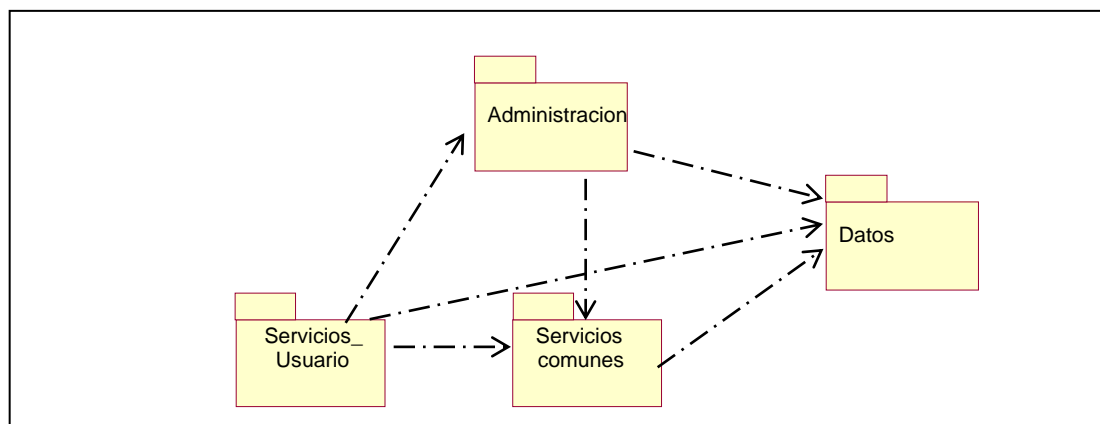 Administracion
Datos
Servicios_
Usuario
Servicios
comunes